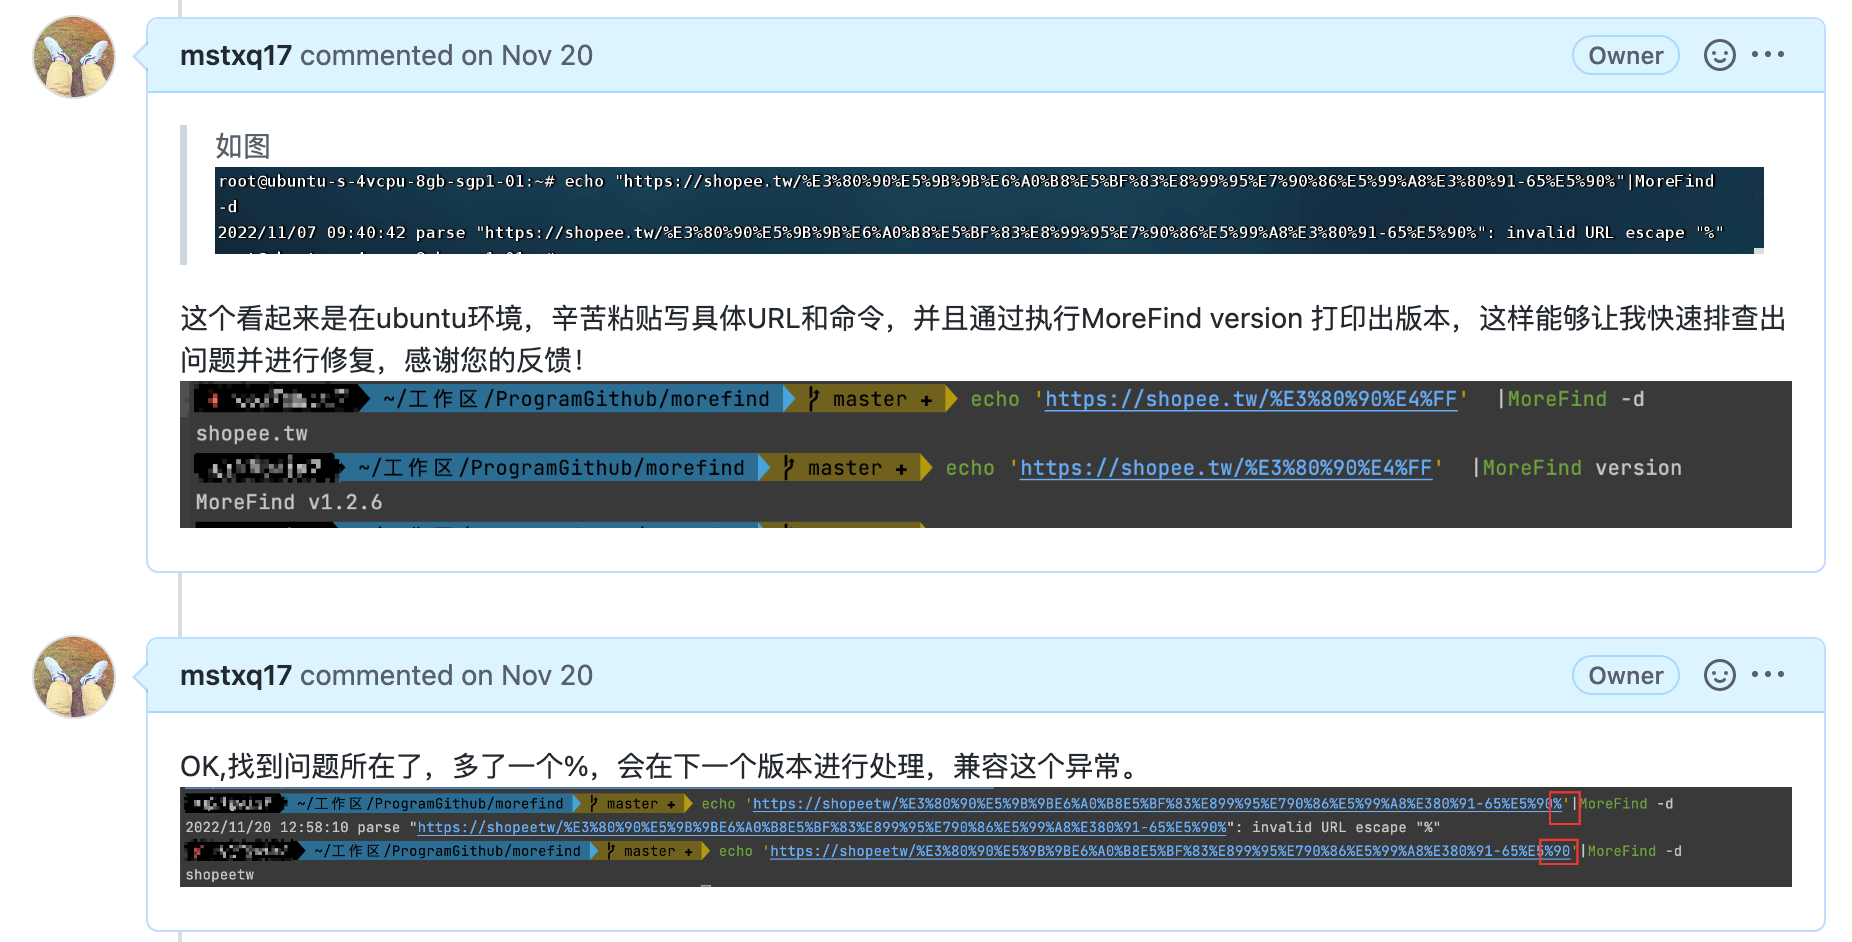 mstxq17 commented on Nov 20
Owner
如图
root@ubuntu-s-4vcpu-8gb-sgp1-01:~# echo "https://shopee.tw/%E3%80%90%E5%9B%9B%E6%A0%B8%E5%BF%83%E8%99%95%E7%90%86%E5%99%A8%E3%80%91-65%E5%90%"|MoreFind
-d
2022/11/07 09:40:42 parse "https://shopee.tw/%E3%80%90%E5%9B%9B%E6%A0%B8%E5%BF%83%E8%99%95%E7%90%86%E5%99%A8%E3%80%91-65%E5%90%": invalid URL escape "%"
这个看起来是在ubuntu环境，辛苦粘贴写具体URL和命令，并且通过执行MoreFind version 打印出版本，这样能够让我快速排查出
问题并进行修复，感谢您的反馈！
~/工作区/ProgramGithub/morefind master + echo 'https://shopee.tw/%E3%80%90%E4%FF' |MoreFind -d
shopee.tw
~/工作区/ProgramGithub/morefind master + echo 'https://shopee.tw/%E3%80%90%E4%FF' |MoreFind version
MoreFind v1.2.6
mstxq17 commented on Nov 20
Owner
OK,找到问题所在了，多了一个%，会在下一个版本进行处理，兼容这个异常。
~/工作区/ProgramGithub/morefind master + echo 'https://shopeetw/%E3%80%90%E5%9B%9BE6%A0%B8E5%BF%83%E899%95%E790%86%E5%99%A8%E380%91-65%E5%90%'|MoreFind -d
2022/11/20 12:58:10 parse "https://shopeetw/%E3%80%90%E5%9B%9BE6%A0%B8E5%BF%83%E899%95%E790%86%E5%99%A8%E380%91-65%E5%90%": invalid URL escape "%"
~/工作区/ProgramGithub/morefind master + echo 'https://shopeetw/%E3%80%90%E5%9B%9BE6%A0%B8E5%BF%83%E899%95%E790%86%E5%99%A8%E380%91-65%E5%90'|MoreFind -d
shopeetw